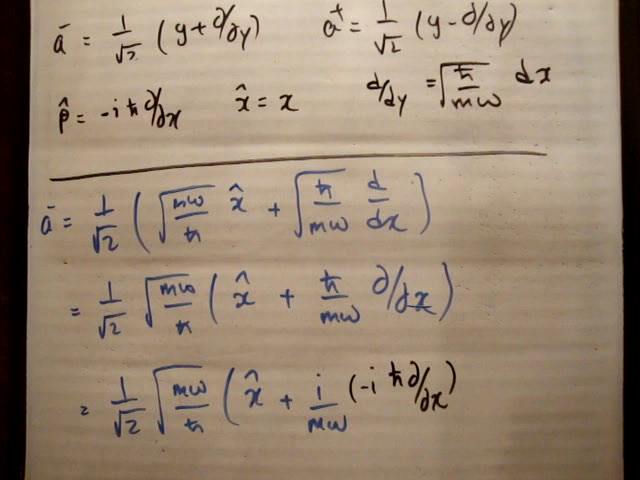 a⁻ = 1/√2 (y + ∂/∂y)    a⁺ = 1/√2 (y - ∂/∂y)
p̂ = -iħ∂/∂x    x̂ = x    d/dy = √(ħ/mω) dx
a⁻ = 1/√2 (√(mω/ħ) x̂ + √(ħ/mω) d/dx)
= 1/√2 √(mω/ħ) (x̂ + ħ/mω ∂/∂x)
= 1/√2 √(mω/ħ) (x̂ + i/mω (-iħ∂/∂x)